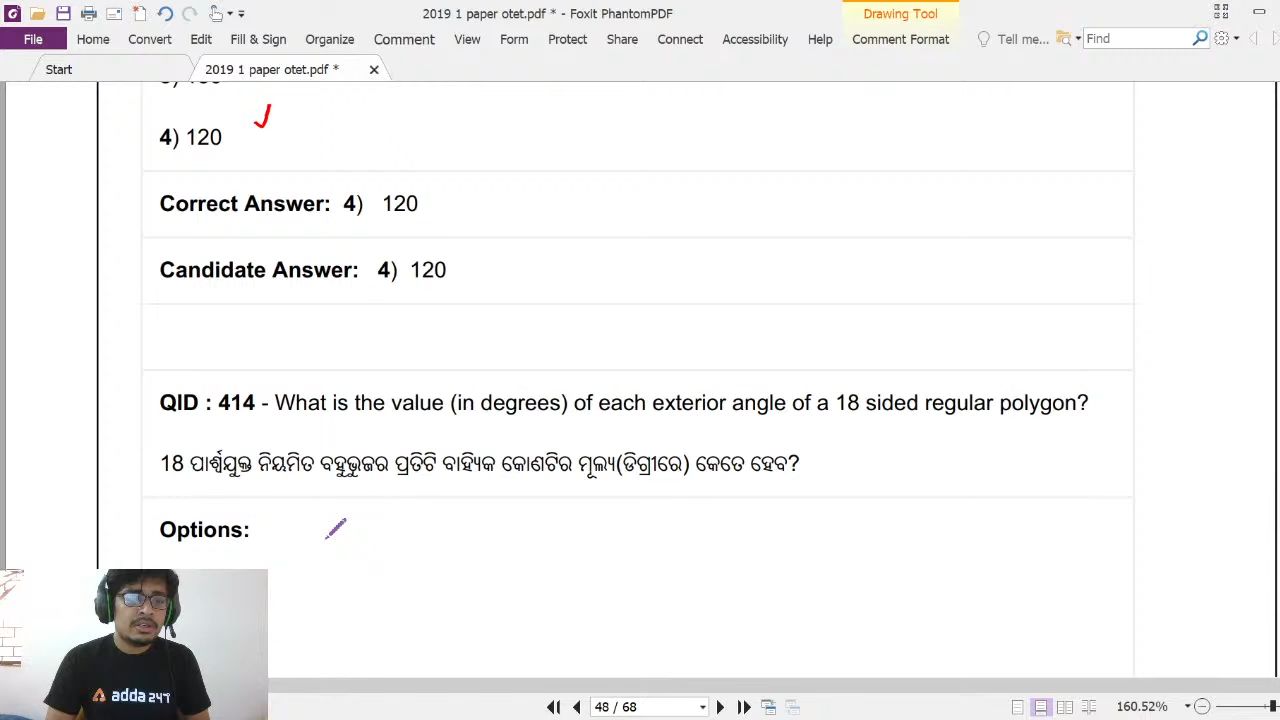 2019 1 paper otet.pdf * - Foxit PhantomPDF
Drawing Tool
File Home Convert Edit Fill & Sign Organize Comment View Form Protect Share Connect Accessibility Help Comment Format Tell me... Find
Start 2019 1 paper otet.pdf *
4) 120
Correct Answer: 4) 120
Candidate Answer: 4) 120
QID : 414 - What is the value (in degrees) of each exterior angle of a 18 sided regular polygon?
18 ପାର୍ଶ୍ଵଯୁକ୍ତ ନିୟମିତ ବହୁଭୁଜର ପ୍ରତିଟି ବାହ୍ୟିକ କୋଣଟିର ମୂଲ୍ୟ(ଡିଗ୍ରୀରେ) କେତେ ହେବ?
Options:
adda 247
48 / 68
160.52%